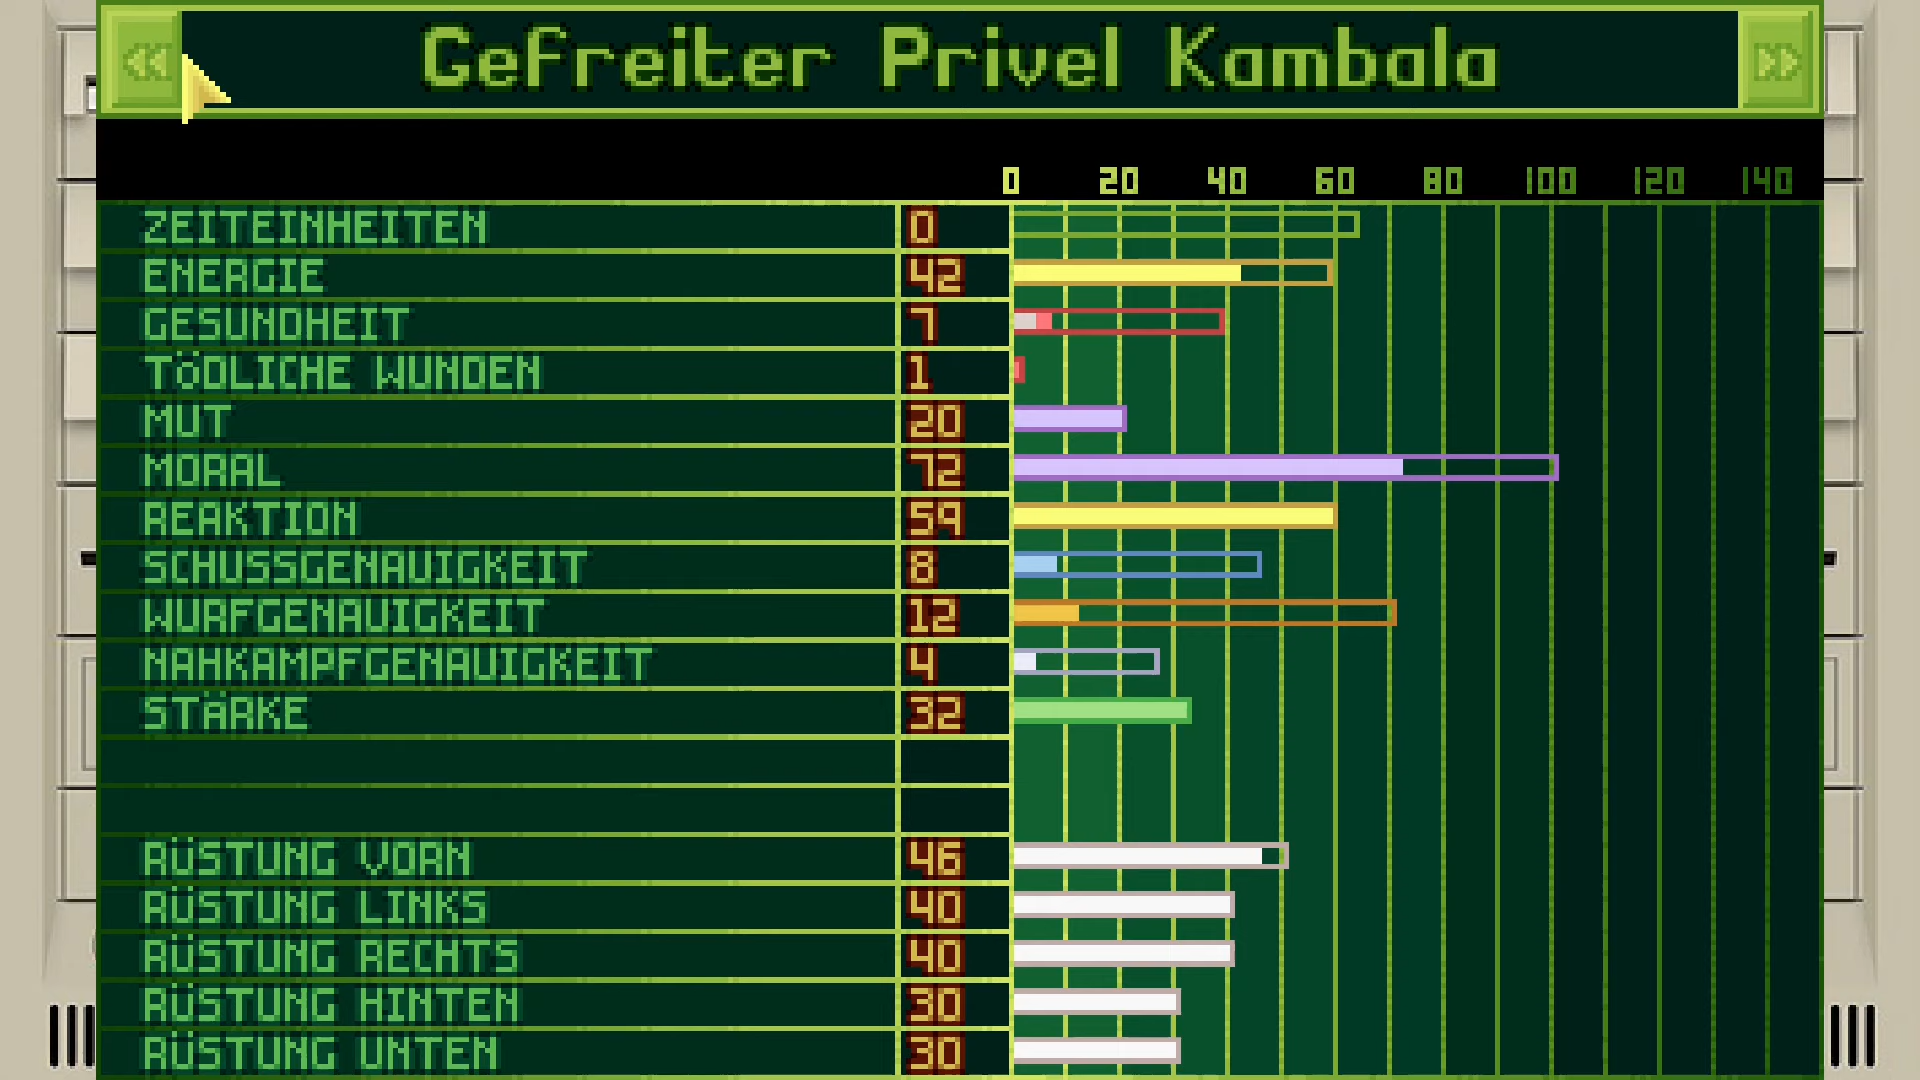 Gefreiter Privel Kambala
0 20 40 60 80 100 120 140
ZEITEINHEITEN 0
ENERGIE 42
GESUNDHEIT 7
TÖDLICHE WUNDEN 1
MUT 20
MORAL 72
REAKTION 59
SCHUSSGENAUIGKEIT 8
WURFGENAUIGKEIT 12
NAHKAMPFGENAUIGKEIT 4
STÄRKE 32
RÜSTUNG VORN 46
RÜSTUNG LINKS 40
RÜSTUNG RECHTS 40
RÜSTUNG HINTEN 30
RÜSTUNG UNTEN 30